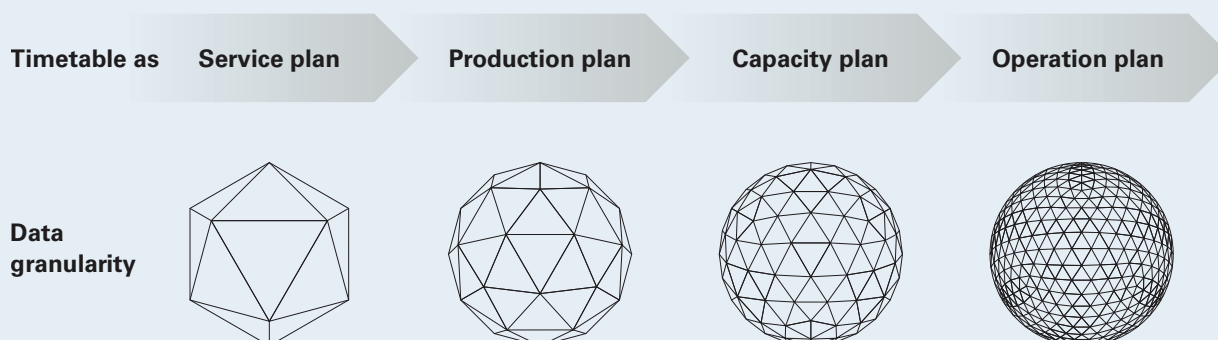 Timetable as Service plan Production plan Capacity plan Operation plan
Data
granularity